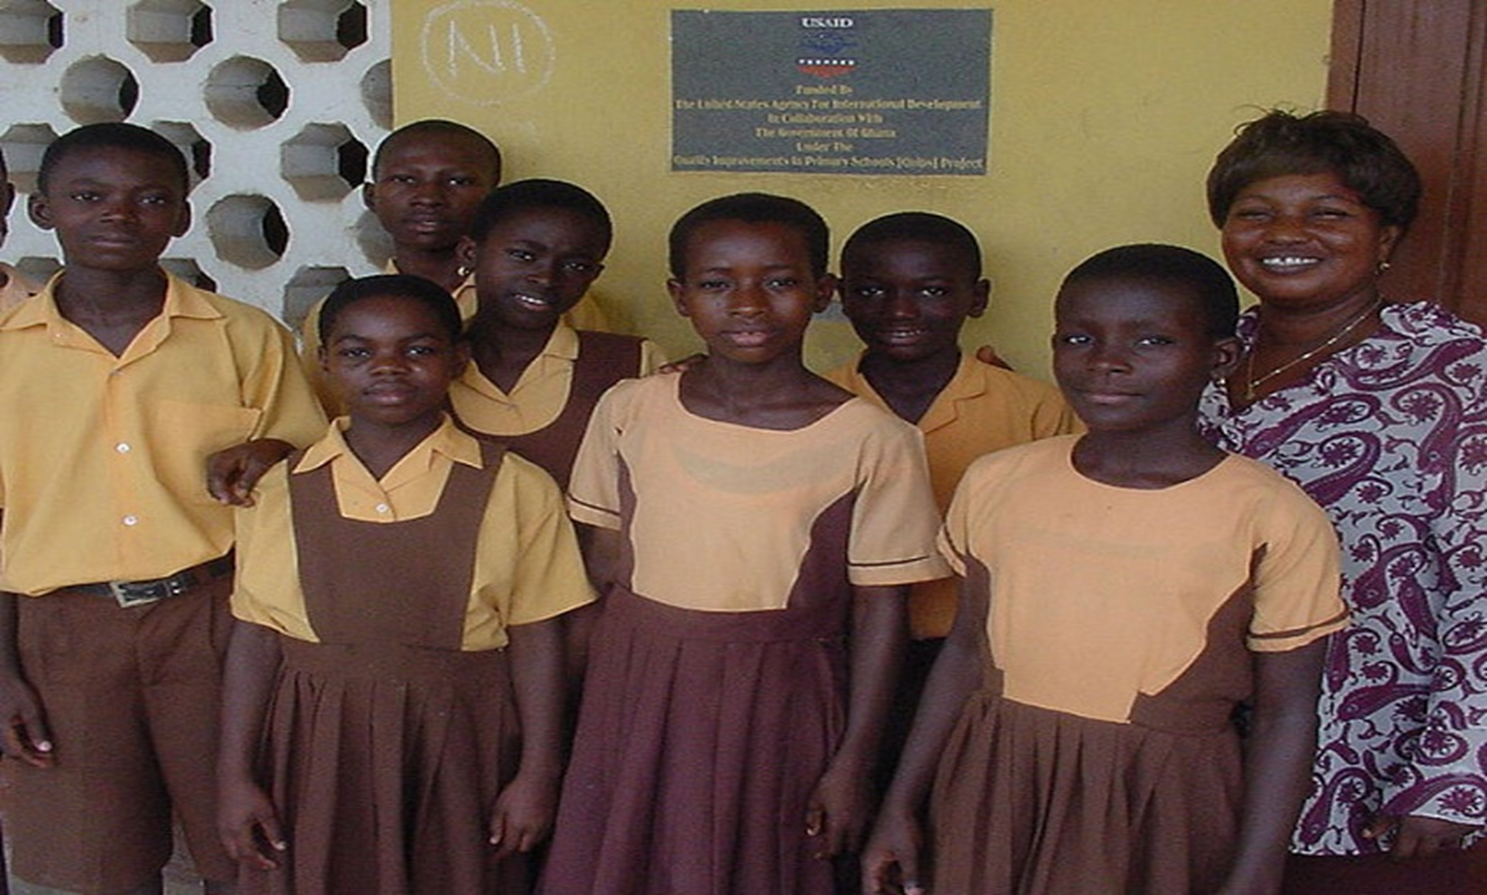 N1
USAID
Funded By
The United States Agency For International Development
In Collaboration With
The Government Of Ghana
Under The
Quality Improvements In Primary Schools [QUIPS] Project